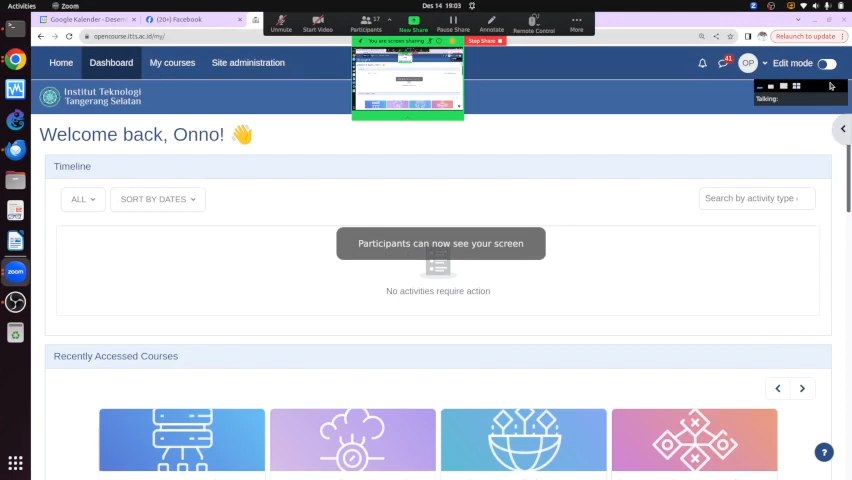 Activities
Zoom
Des 14 19:03
Google Kalender - Desem
(20+) Facebook
Unmute
Start Video
Participants
17
New Share
Pause Share
Annotate
Remote Control
More
Relaunch to update
opencourse.itts.ac.id/my/
You are screen sharing
Stop Share
Home
Dashboard
My courses
Site administration
41
OP
Edit mode
Institut Teknologi
Tangerang Selatan
Talking:
Welcome back, Onno! 👋
Timeline
ALL
SORT BY DATES
Search by activity type
Participants can now see your screen
No activities require action
Recently Accessed Courses
?